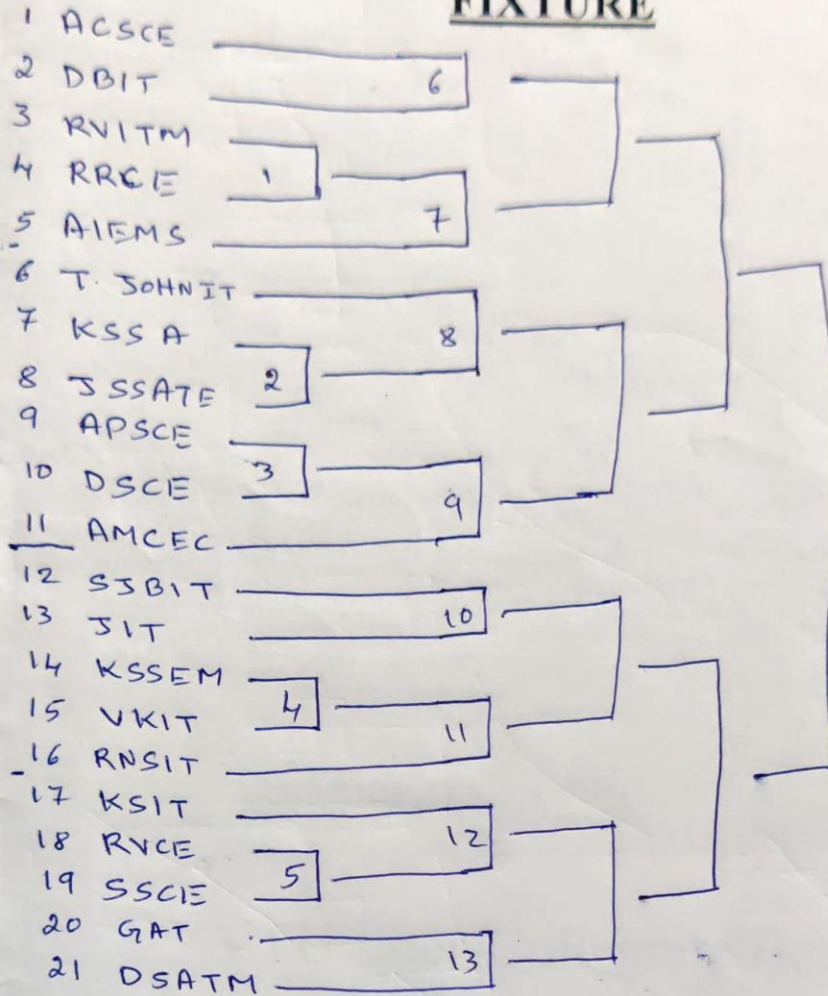 FIXTURE
1 ACSCE
2 DBIT
6
3 RVITM
4 RRCE
1
5 AIEMS
7
6 T. JOHNIT
7 KSSA
8
8 JSSATE
2
9 APSCE
10 DSCE
3
9
11 AMCEC
12 SJBIT
13 JIT
10
14 KSSEM
15 VKIT
4
11
16 RNSIT
17 KSIT
12
18 RVCE
19 SSCE
5
20 GAT
13
21 DSATM